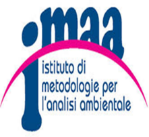 imaa
istituto di
metodologie per
l'analisi ambientale